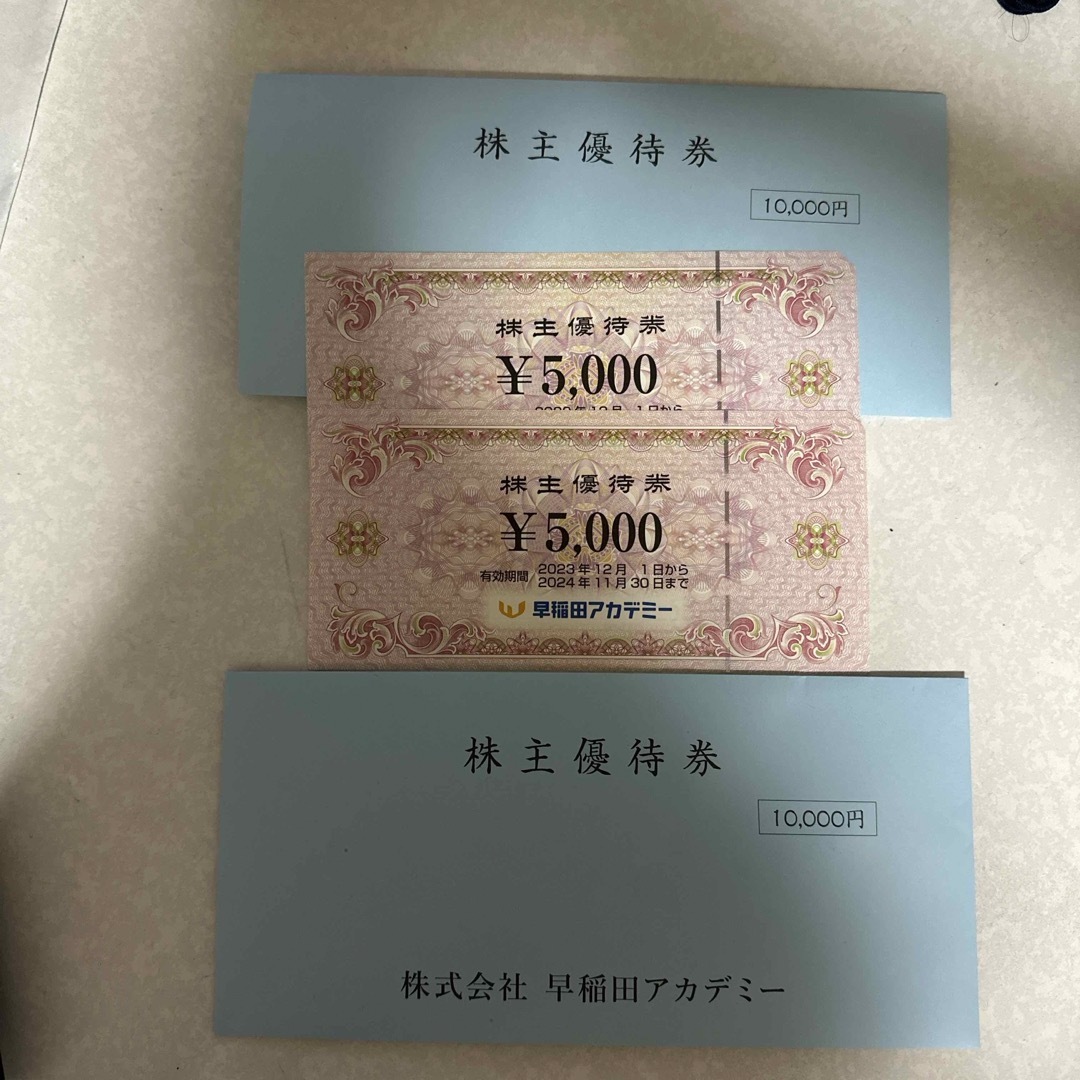 株主優待券
10,000円
株主優待券
¥5,000
株主優待券
¥5,000
有効期間 2023年12月 1日から
2024年11月30日まで
早稲田アカデミー
株主優待券
10,000円
株式会社 早稲田アカデミー